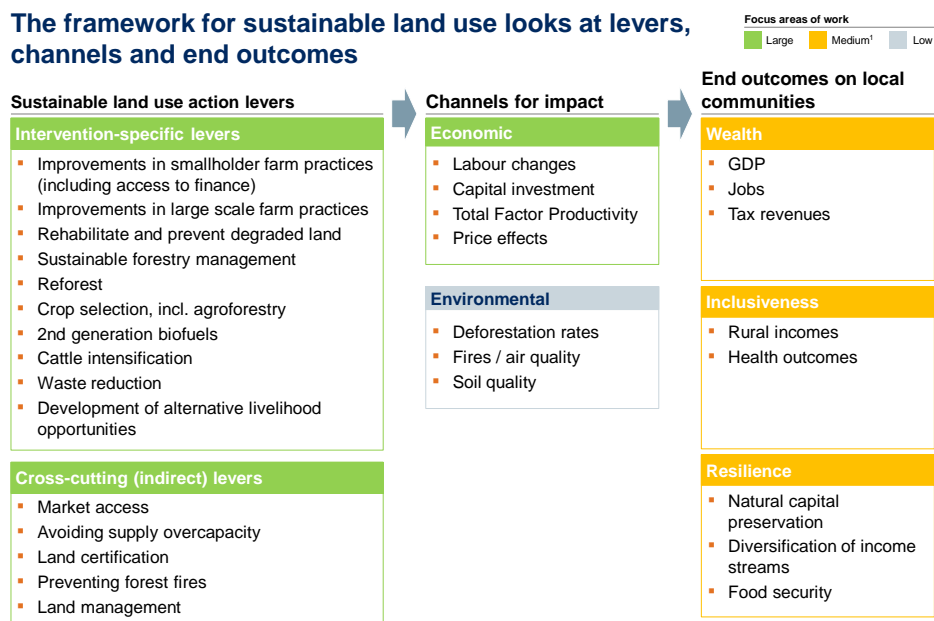 The framework for sustainable land use looks at levers,
channels and end outcomes
Focus areas of work
Large
Medium¹
Low
Sustainable land use action levers
Intervention-specific levers
Improvements in smallholder farm practices
(including access to finance)
Improvements in large scale farm practices
Rehabilitate and prevent degraded land
Sustainable forestry management
Reforest
Crop selection, incl. agroforestry
2nd generation biofuels
Cattle intensification
Waste reduction
Development of alternative livelihood
opportunities
Cross-cutting (indirect) levers
Market access
Avoiding supply overcapacity
Land certification
Preventing forest fires
Land management
Channels for impact
Economic
Labour changes
Capital investment
Total Factor Productivity
Price effects
Environmental
Deforestation rates
Fires / air quality
Soil quality
End outcomes on local
communities
Wealth
GDP
Jobs
Tax revenues
Inclusiveness
Rural incomes
Health outcomes
Resilience
Natural capital
preservation
Diversification of income
streams
Food security